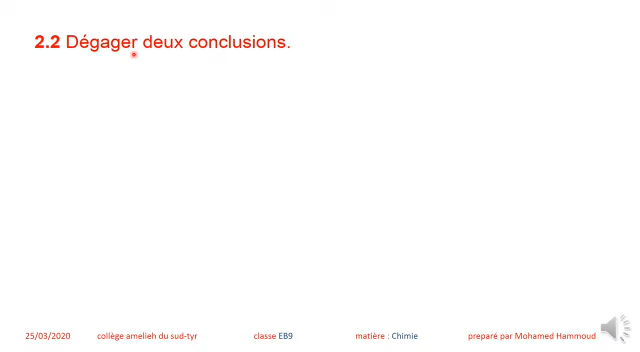 2.2 Dégager deux conclusions.
25/03/2020 collège amelieh du sud-tyr classe EB9 matière : Chimie preparé par Mohamed Hammoud